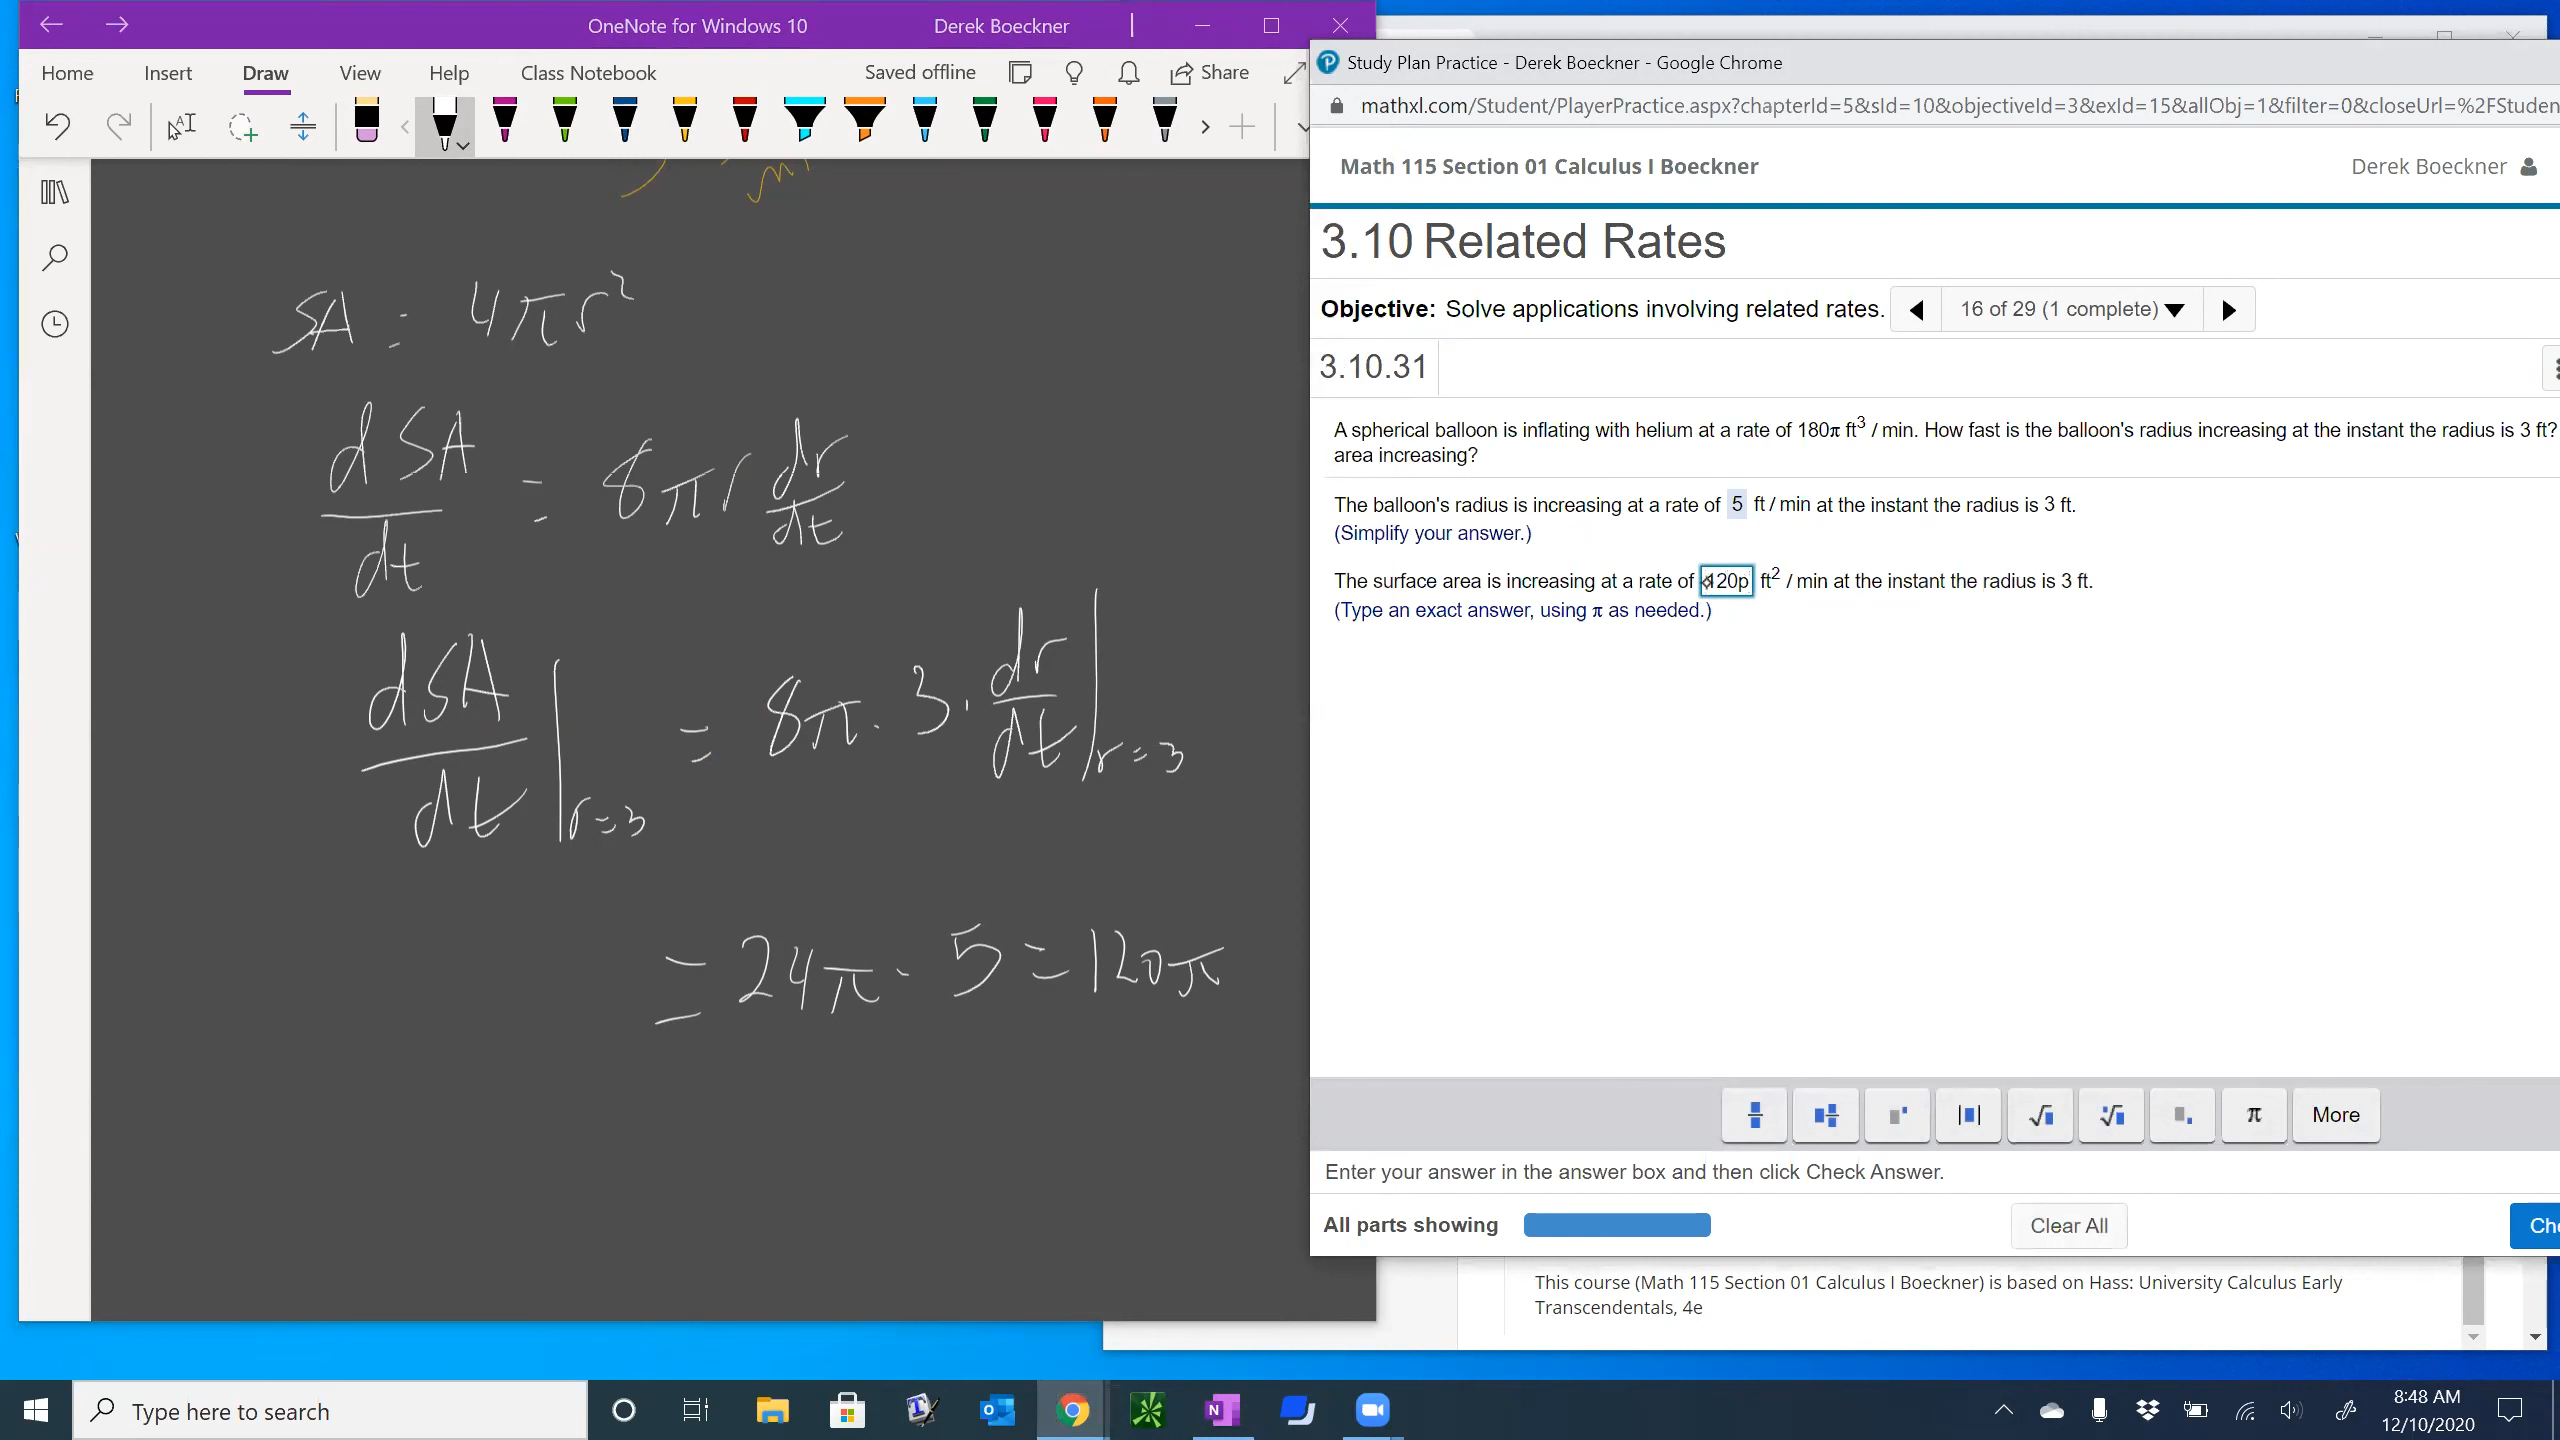 OneNote for Windows 10
Derek Boeckner
Home Insert Draw View Help Class Notebook Saved offline Share
SA = 4πr²
dSA/dt = 8πr dr/dt
dSA/dt |r=3 = 8π · 3 · dr/dt |r=3
= 24π · 5 = 120π
Study Plan Practice - Derek Boeckner - Google Chrome
mathxl.com/Student/PlayerPractice.aspx?chapterId=5&sId=10&objectiveId=3&exId=15&allObj=1&filter=0&closeUrl=%2FStuden
Math 115 Section 01 Calculus I Boeckner
Derek Boeckner
3.10 Related Rates
Objective: Solve applications involving related rates.
16 of 29 (1 complete)
3.10.31
A spherical balloon is inflating with helium at a rate of 180π ft³ / min. How fast is the balloon's radius increasing at the instant the radius is 3 ft?
area increasing?
The balloon's radius is increasing at a rate of 5 ft / min at the instant the radius is 3 ft.
(Simplify your answer.)
The surface area is increasing at a rate of 120p ft² / min at the instant the radius is 3 ft.
(Type an exact answer, using π as needed.)
π More
Enter your answer in the answer box and then click Check Answer.
All parts showing
Clear All
Che
This course (Math 115 Section 01 Calculus I Boeckner) is based on Hass: University Calculus Early
Transcendentals, 4e
Type here to search
8:48 AM
12/10/2020